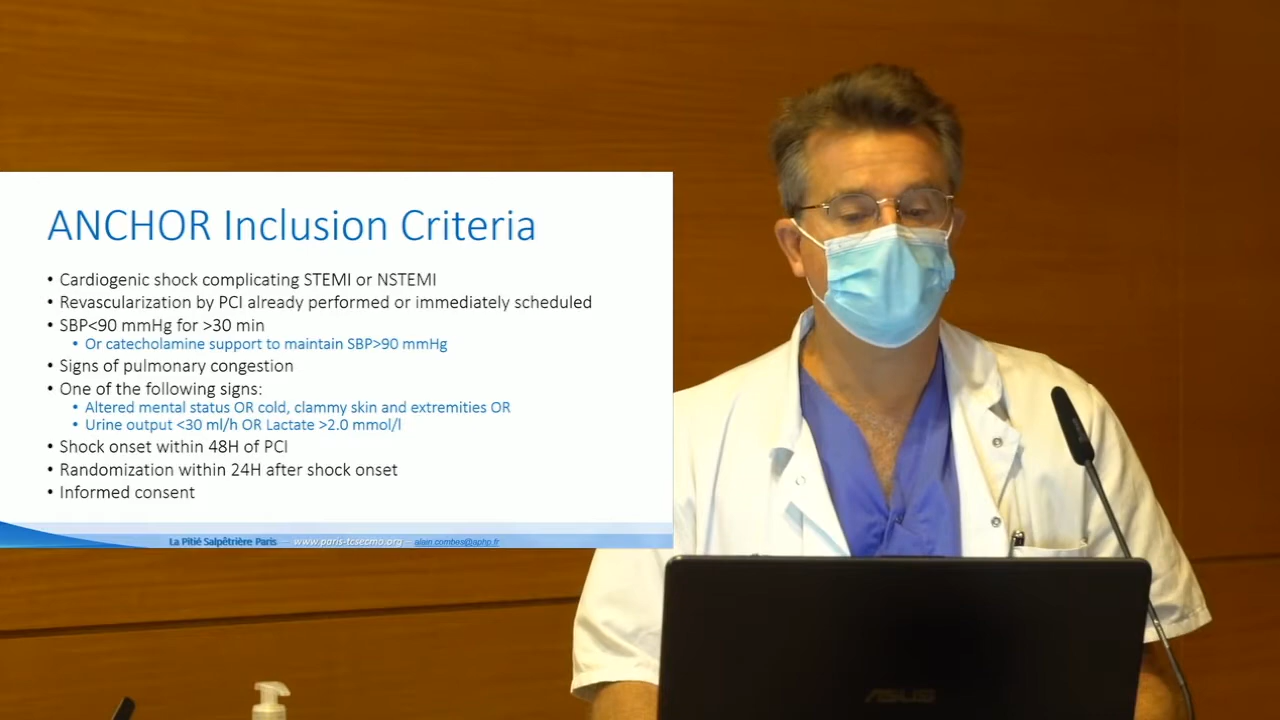 ANCHOR Inclusion Criteria
• Cardiogenic shock complicating STEMI or NSTEMI
• Revascularization by PCI already performed or immediately scheduled
• SBP<90 mmHg for >30 min
• Or catecholamine support to maintain SBP>90 mmHg
• Signs of pulmonary congestion
• One of the following signs:
• Altered mental status OR cold, clammy skin and extremities OR
• Urine output <30 ml/h OR Lactate >2.0 mmol/l
• Shock onset within 48H of PCI
• Randomization within 24H after shock onset
• Informed consent
La Pitié Salpêtrière Paris – www.paris-tcsecmo.org – alain.combes@aphp.fr
ASUS